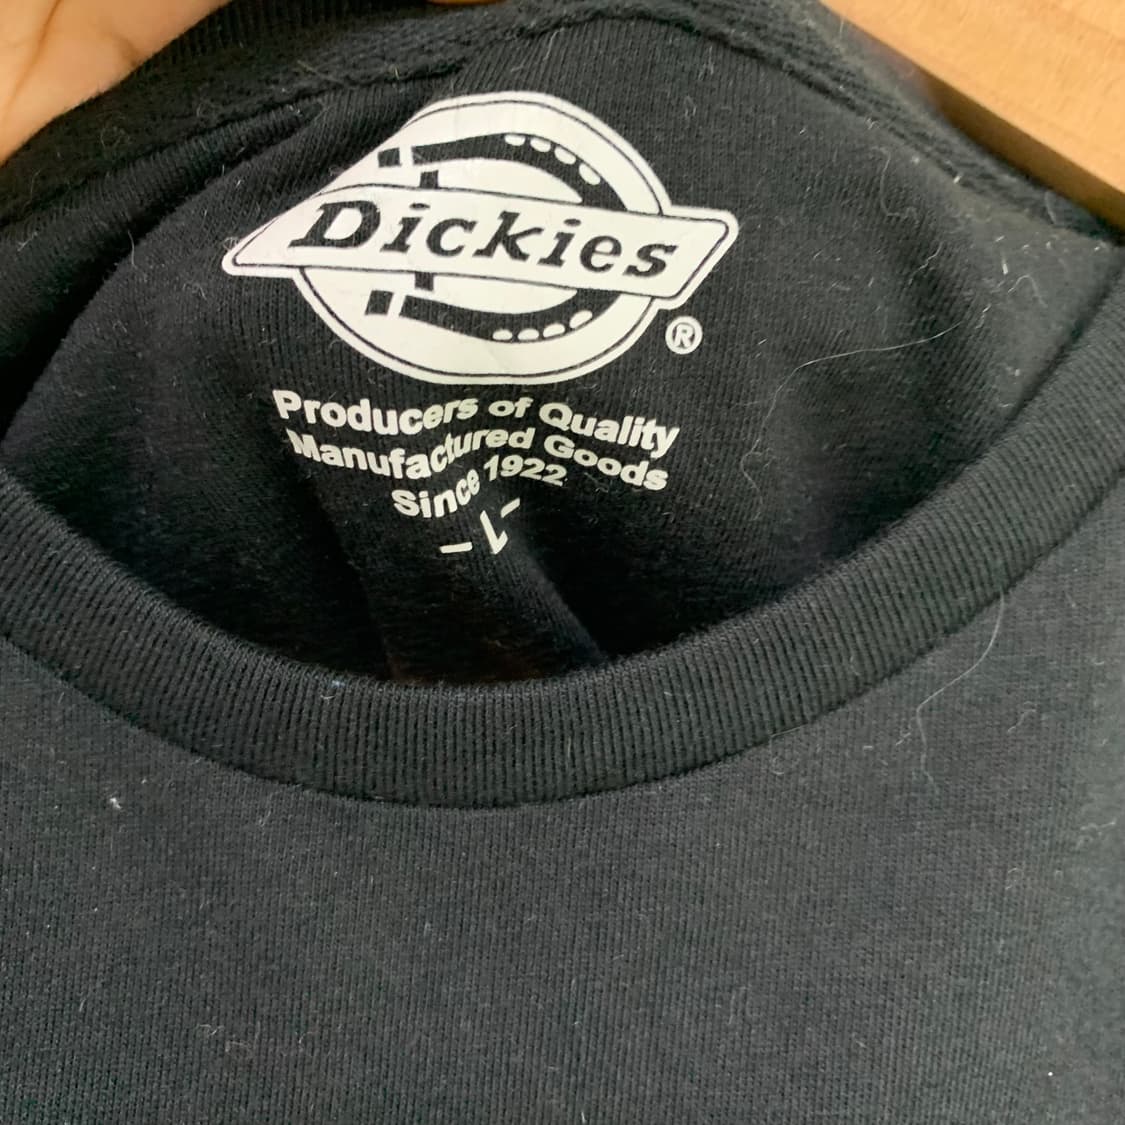 Dickies
®
Producers of Quality
Manufactured Goods
Since 1922
- L -